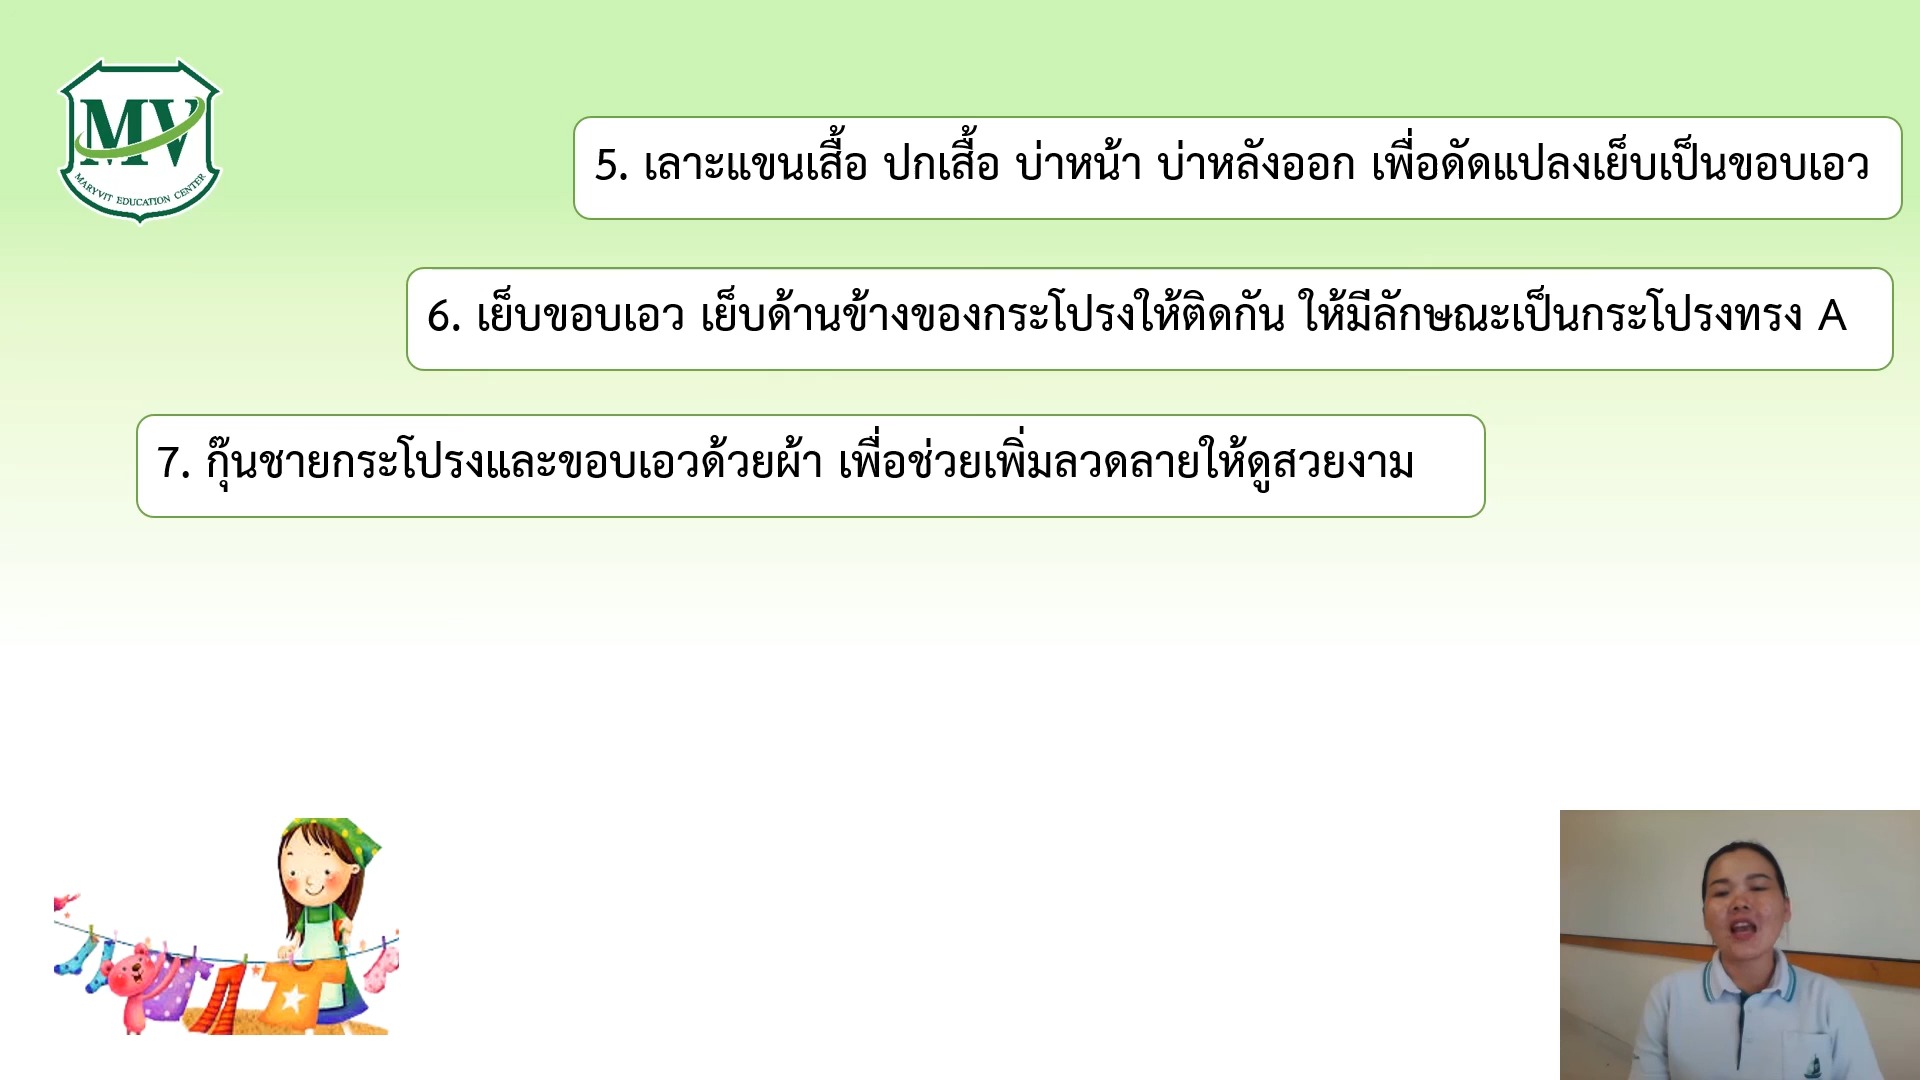 MV
MARYVIT EDUCATION CENTER
5. เลาะแขนเสื้อ ปกเสื้อ บ่าหน้า บ่าหลังออก เพื่อดัดแปลงเย็บเป็นขอบเอว
6. เย็บขอบเอว เย็บด้านข้างของกระโปรงให้ติดกัน ให้มีลักษณะเป็นกระโปรงทรง A
7. กุ๊นชายกระโปรงและขอบเอวด้วยผ้า เพื่อช่วยเพิ่มลวดลายให้ดูสวยงาม